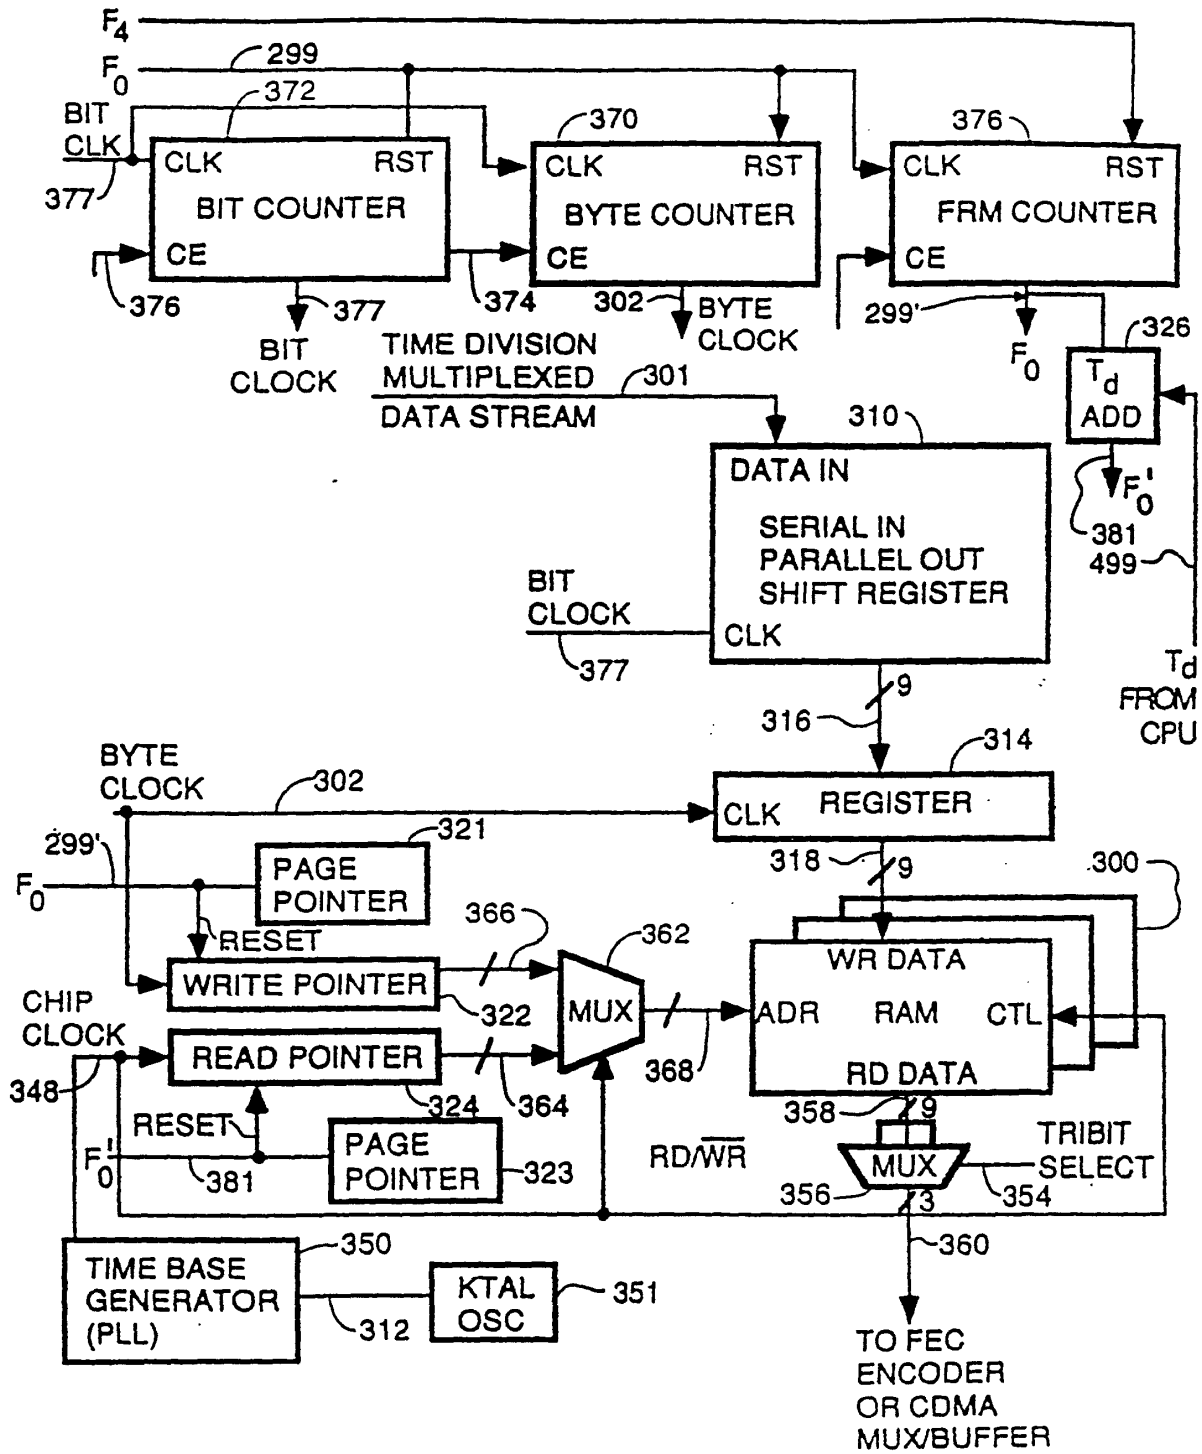 F4
F0
299
BIT
CLK
372
370
376
CLK
RST
BIT COUNTER
CE
CLK
RST
BYTE COUNTER
CE
CLK
RST
FRM COUNTER
CE
377
376
377
374
302
BYTE
CLOCK
299'
F0
326
BIT
CLOCK
TIME DIVISION
MULTIPLEXED
DATA STREAM
301
Td
ADD
310
DATA IN
SERIAL IN
PARALLEL OUT
SHIFT REGISTER
CLK
F0'
381
499
BIT
CLOCK
377
9
316
Td
FROM
CPU
BYTE
CLOCK
302
314
CLK
REGISTER
299'
321
F0
PAGE
POINTER
318
9
300
RESET
366
362
WRITE POINTER
322
MUX
WR DATA
ADR
RAM
CTL
RD DATA
CHIP
CLOCK
READ POINTER
348
324
364
368
358
9
RESET
F0'
381
PAGE
POINTER
323
RD/W̅R̅
MUX
TRIBIT
SELECT
356
354
3
360
350
TIME BASE
GENERATOR
(PLL)
312
KTAL
OSC
351
TO FEC
ENCODER
OR CDMA
MUX/BUFFER